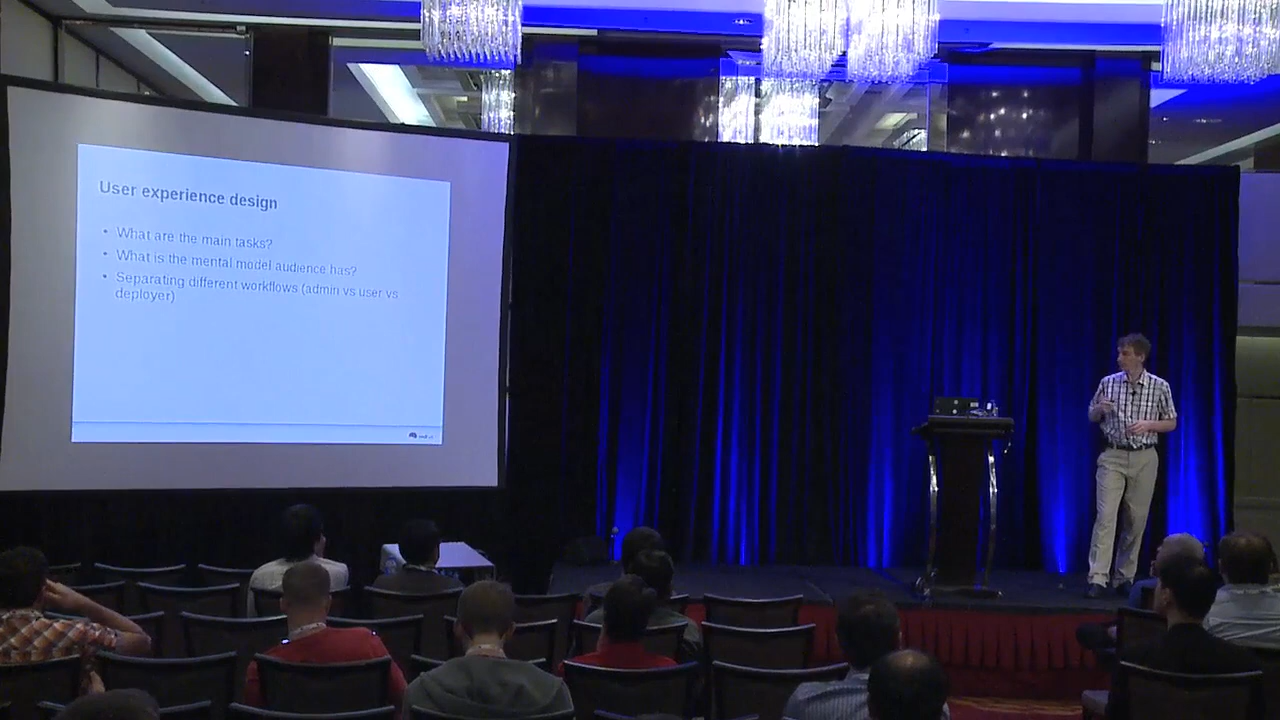 User experience design
• What are the main tasks?
• What is the mental model audience has?
• Separating different workflows (admin vs user vs
deployer)